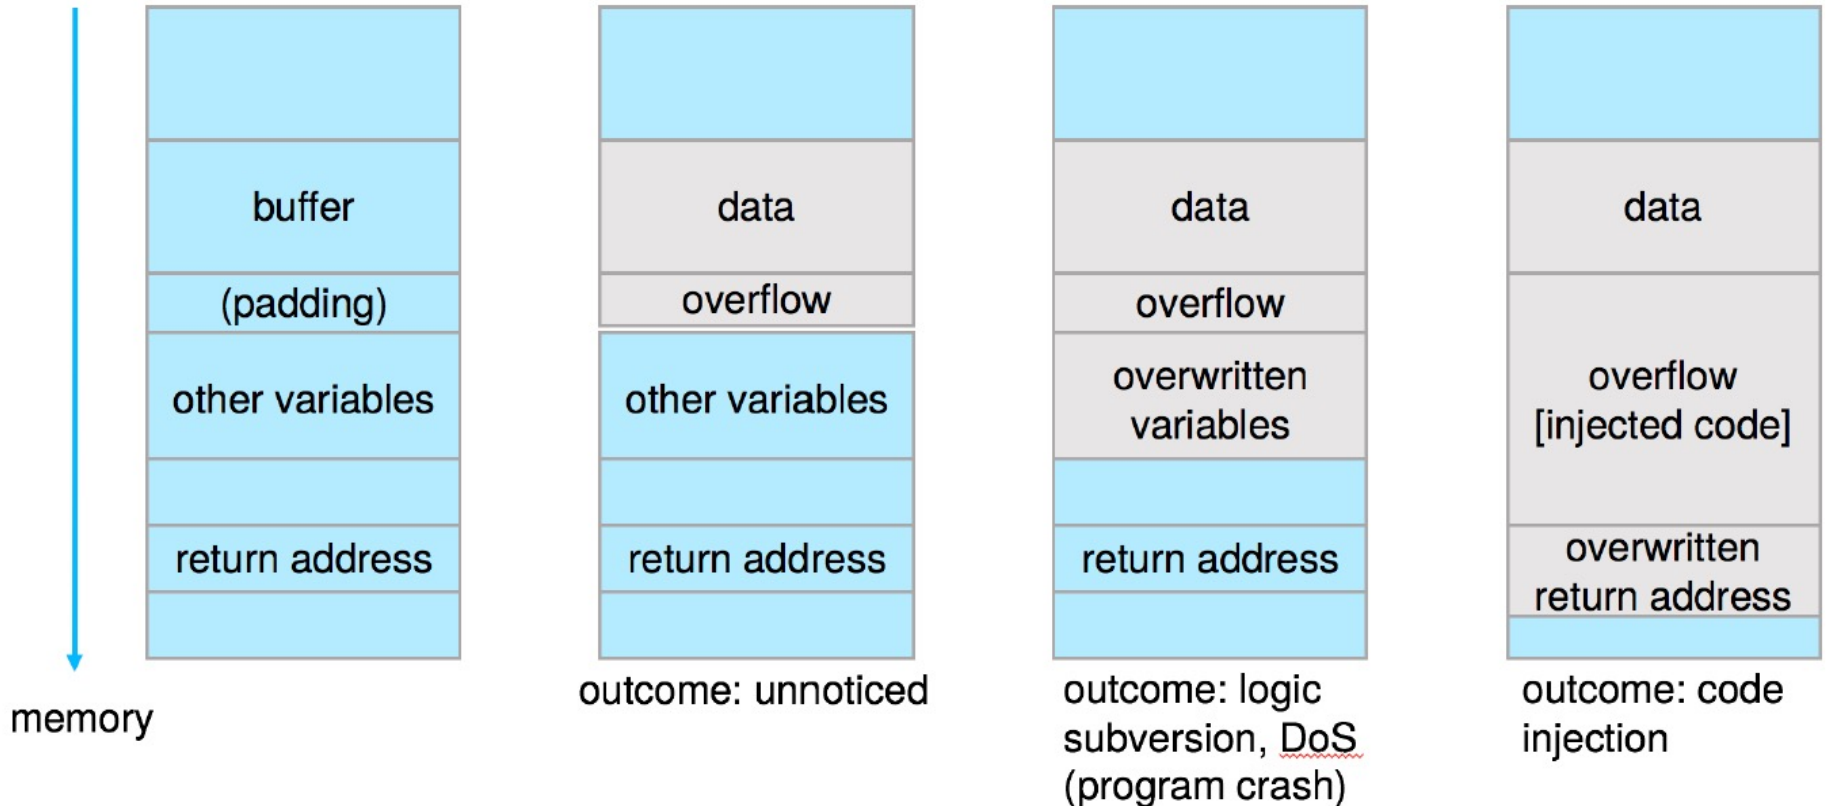 memory
buffer
(padding)
other variables
return address
data
overflow
other variables
return address
outcome: unnoticed
data
overflow
overwritten
variables
return address
outcome: logic
subversion, DoS
(program crash)
data
overflow
[injected code]
overwritten
return address
outcome: code
injection